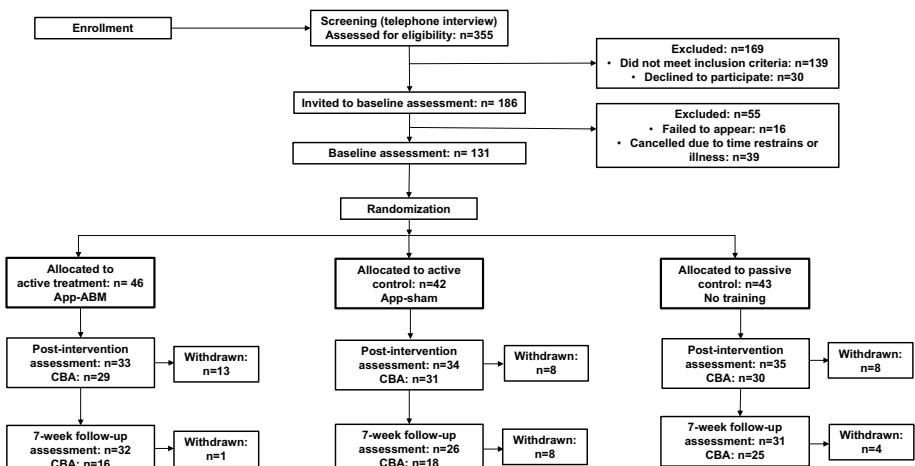 Enrollment
Screening (telephone interview)
Assessed for eligibility: n=355
Excluded: n=169
• Did not meet inclusion criteria: n=139
• Declined to participate: n=30
Invited to baseline assessment: n= 186
Excluded: n=55
• Failed to appear: n=16
• Cancelled due to time restrains or
illness: n=39
Baseline assessment: n= 131
Randomization
Allocated to
active treatment: n= 46
App-ABM
Allocated to active
control: n=42
App-sham
Allocated to passive
control: n=43
No training
Post-intervention
assessment: n=33
CBA: n=29
Withdrawn:
n=13
Post-intervention
assessment: n=34
CBA: n=31
Withdrawn:
n=8
Post-intervention
assessment: n=35
CBA: n=30
Withdrawn:
n=8
7-week follow-up
assessment: n=32
CBA: n=16
Withdrawn:
n=1
7-week follow-up
assessment: n=26
CBA: n=18
Withdrawn:
n=8
7-week follow-up
assessment: n=31
CBA: n=25
Withdrawn:
n=4